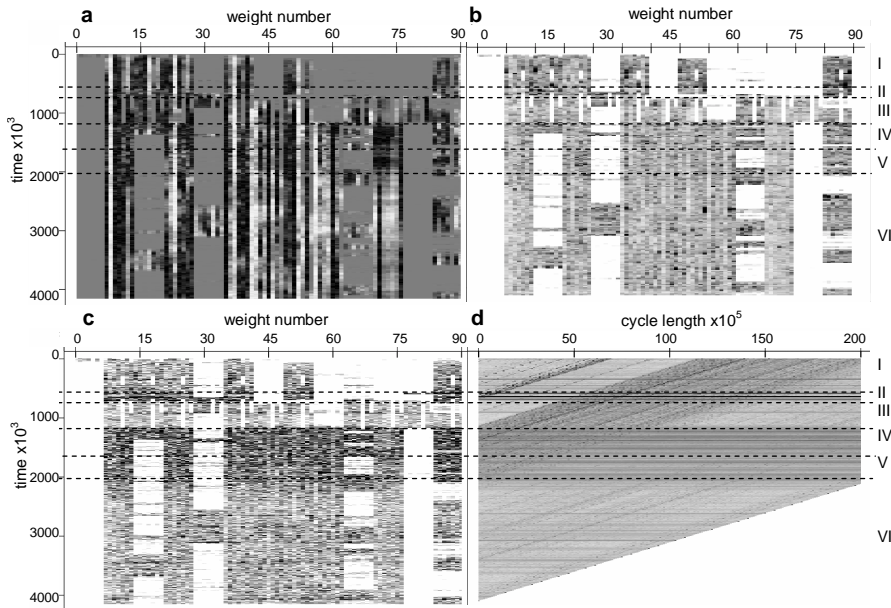 a
weight number
0 15 30 45 60 75 90
b
weight number
0 15 30 45 60 75 90
time x10³
0
1000
2000
3000
4000
I
II
III
IV
V
VI
c
weight number
0 15 30 45 60 75 90
d
cycle length x10⁵
0 50 100 150 200
time x10³
0
1000
2000
3000
4000
I
II
III
IV
V
VI